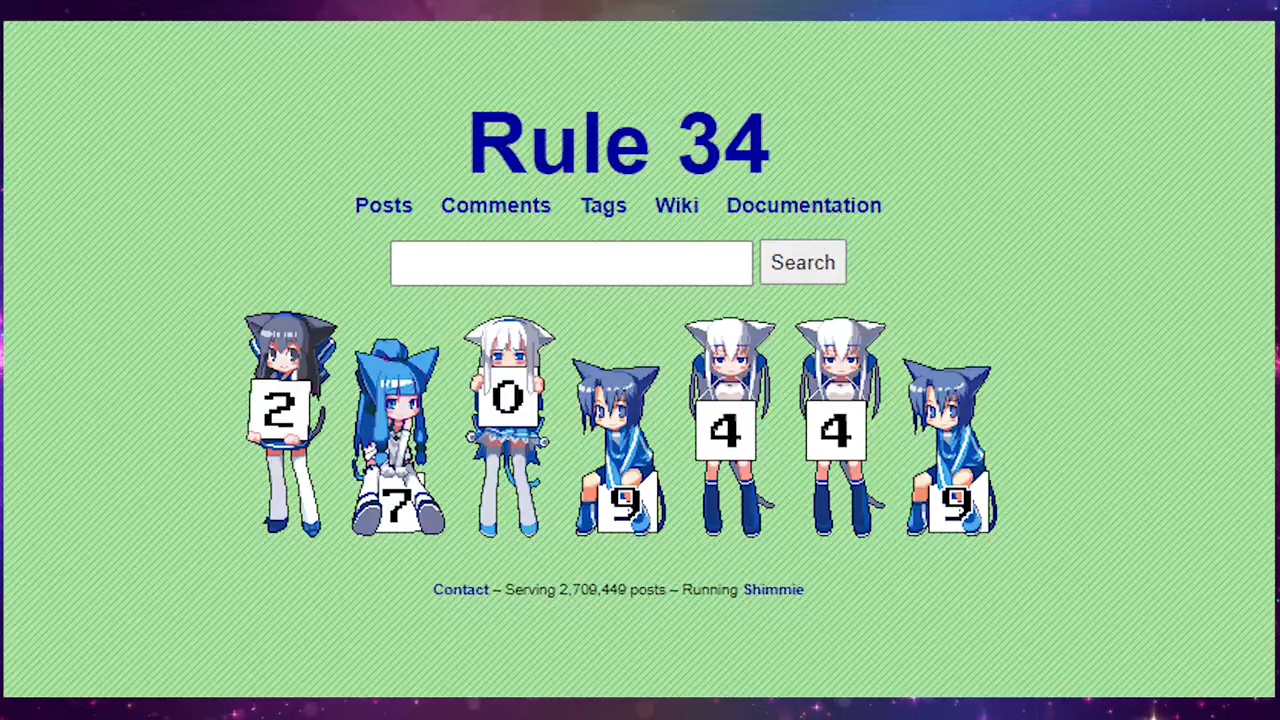 Rule 34
Posts Comments Tags Wiki Documentation
Search
2 7 0 9 4 4 9
Contact – Serving 2,709,449 posts – Running Shimmie